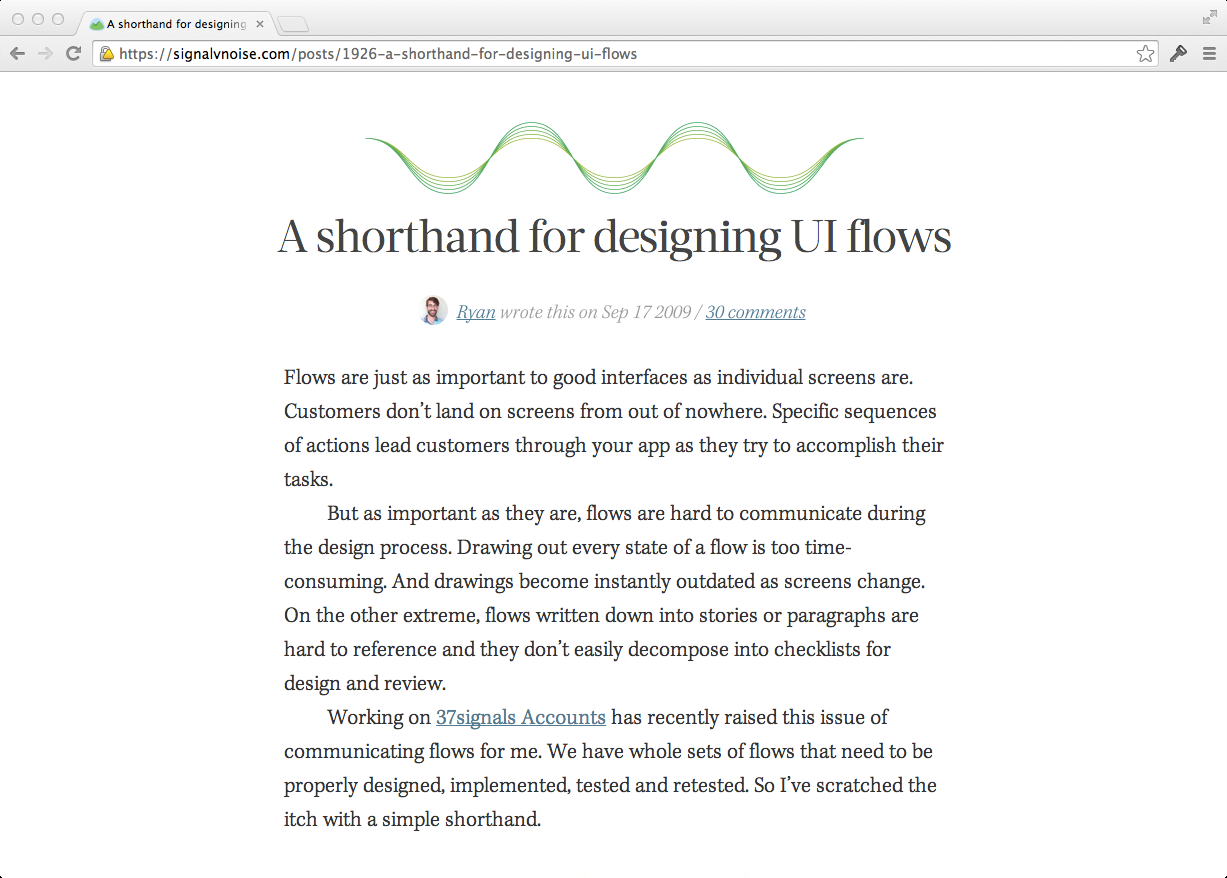 A shorthand for designing
https://signalvnoise.com/posts/1926-a-shorthand-for-designing-ui-flows
A shorthand for designing UI flows
Ryan wrote this on Sep 17 2009 / 30 comments
Flows are just as important to good interfaces as individual screens are.
Customers don’t land on screens from out of nowhere. Specific sequences
of actions lead customers through your app as they try to accomplish their
tasks.
But as important as they are, flows are hard to communicate during
the design process. Drawing out every state of a flow is too time-
consuming. And drawings become instantly outdated as screens change.
On the other extreme, flows written down into stories or paragraphs are
hard to reference and they don’t easily decompose into checklists for
design and review.
Working on 37signals Accounts has recently raised this issue of
communicating flows for me. We have whole sets of flows that need to be
properly designed, implemented, tested and retested. So I’ve scratched the
itch with a simple shorthand.